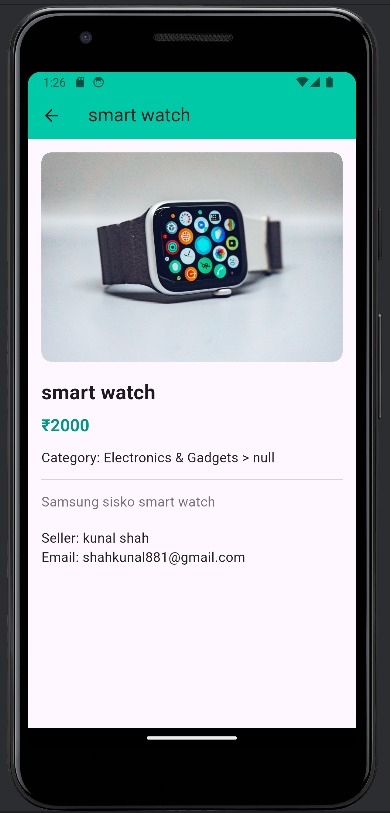 1:26
smart watch
smart watch
₹2000
Category: Electronics & Gadgets > null
Samsung sisko smart watch
Seller: kunal shah
Email: shahkunal881@gmail.com